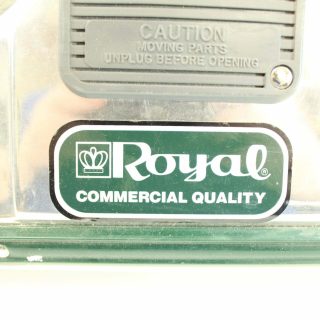 CAUTION
MOVING PARTS
UNPLUG BEFORE OPENING
Royal®
COMMERCIAL QUALITY